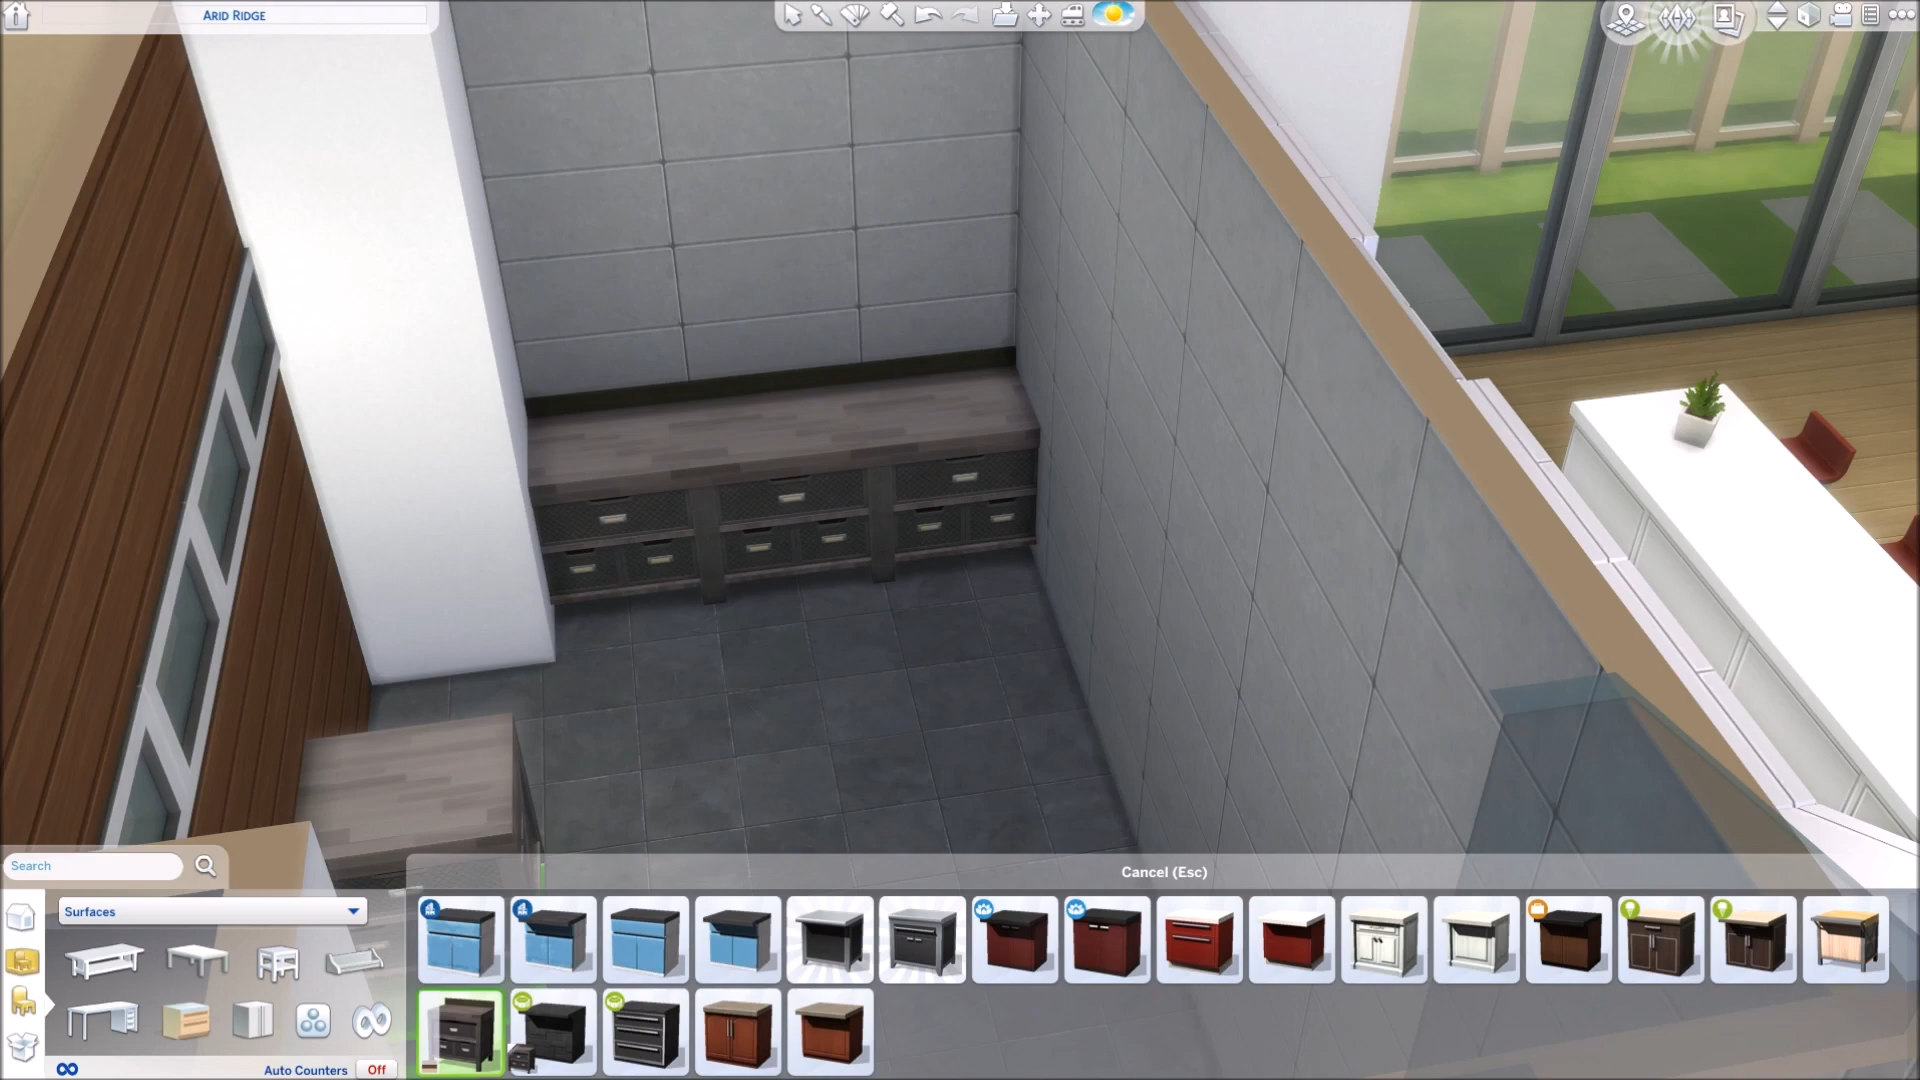 ARID RIDGE
Cancel (Esc)
Search
Surfaces
Auto Counters
Off